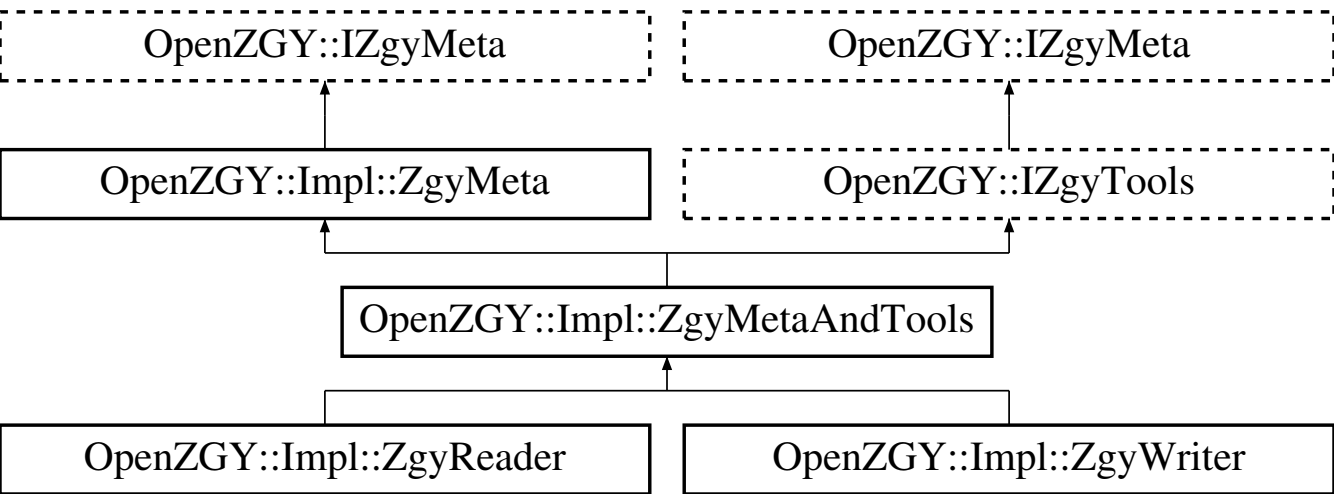 OpenZGY::IZgyMeta
OpenZGY::IZgyMeta
OpenZGY::Impl::ZgyMeta
OpenZGY::IZgyTools
OpenZGY::Impl::ZgyMetaAndTools
OpenZGY::Impl::ZgyReader
OpenZGY::Impl::ZgyWriter